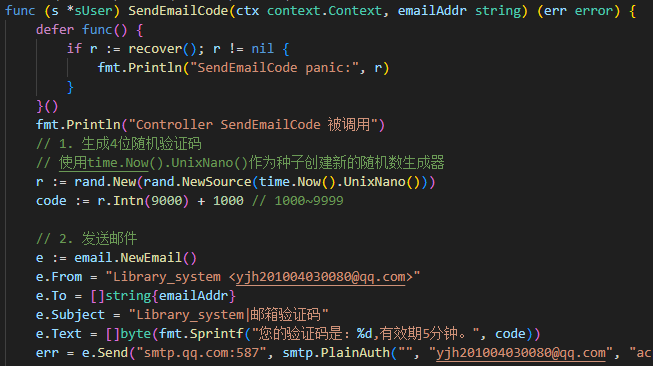 func (s *sUser) SendEmailCode(ctx context.Context, emailAddr string) (err error) {
defer func() {
if r := recover(); r != nil {
fmt.Println("SendEmailCode panic:", r)
}
}()
fmt.Println("Controller SendEmailCode 被调用")
// 1. 生成4位随机验证码
// 使用time.Now().UnixNano()作为种子创建新的随机数生成器
r := rand.New(rand.NewSource(time.Now().UnixNano()))
code := r.Intn(9000) + 1000 // 1000~9999
// 2. 发送邮件
e := email.NewEmail()
e.From = "Library_system <yjh201004030080@qq.com>"
e.To = []string{emailAddr}
e.Subject = "Library_system|邮箱验证码"
e.Text = []byte(fmt.Sprintf("您的验证码是：%d,有效期5分钟。", code))
err = e.Send("smtp.qq.com:587", smtp.PlainAuth("", "yjh201004030080@qq.com", "ac